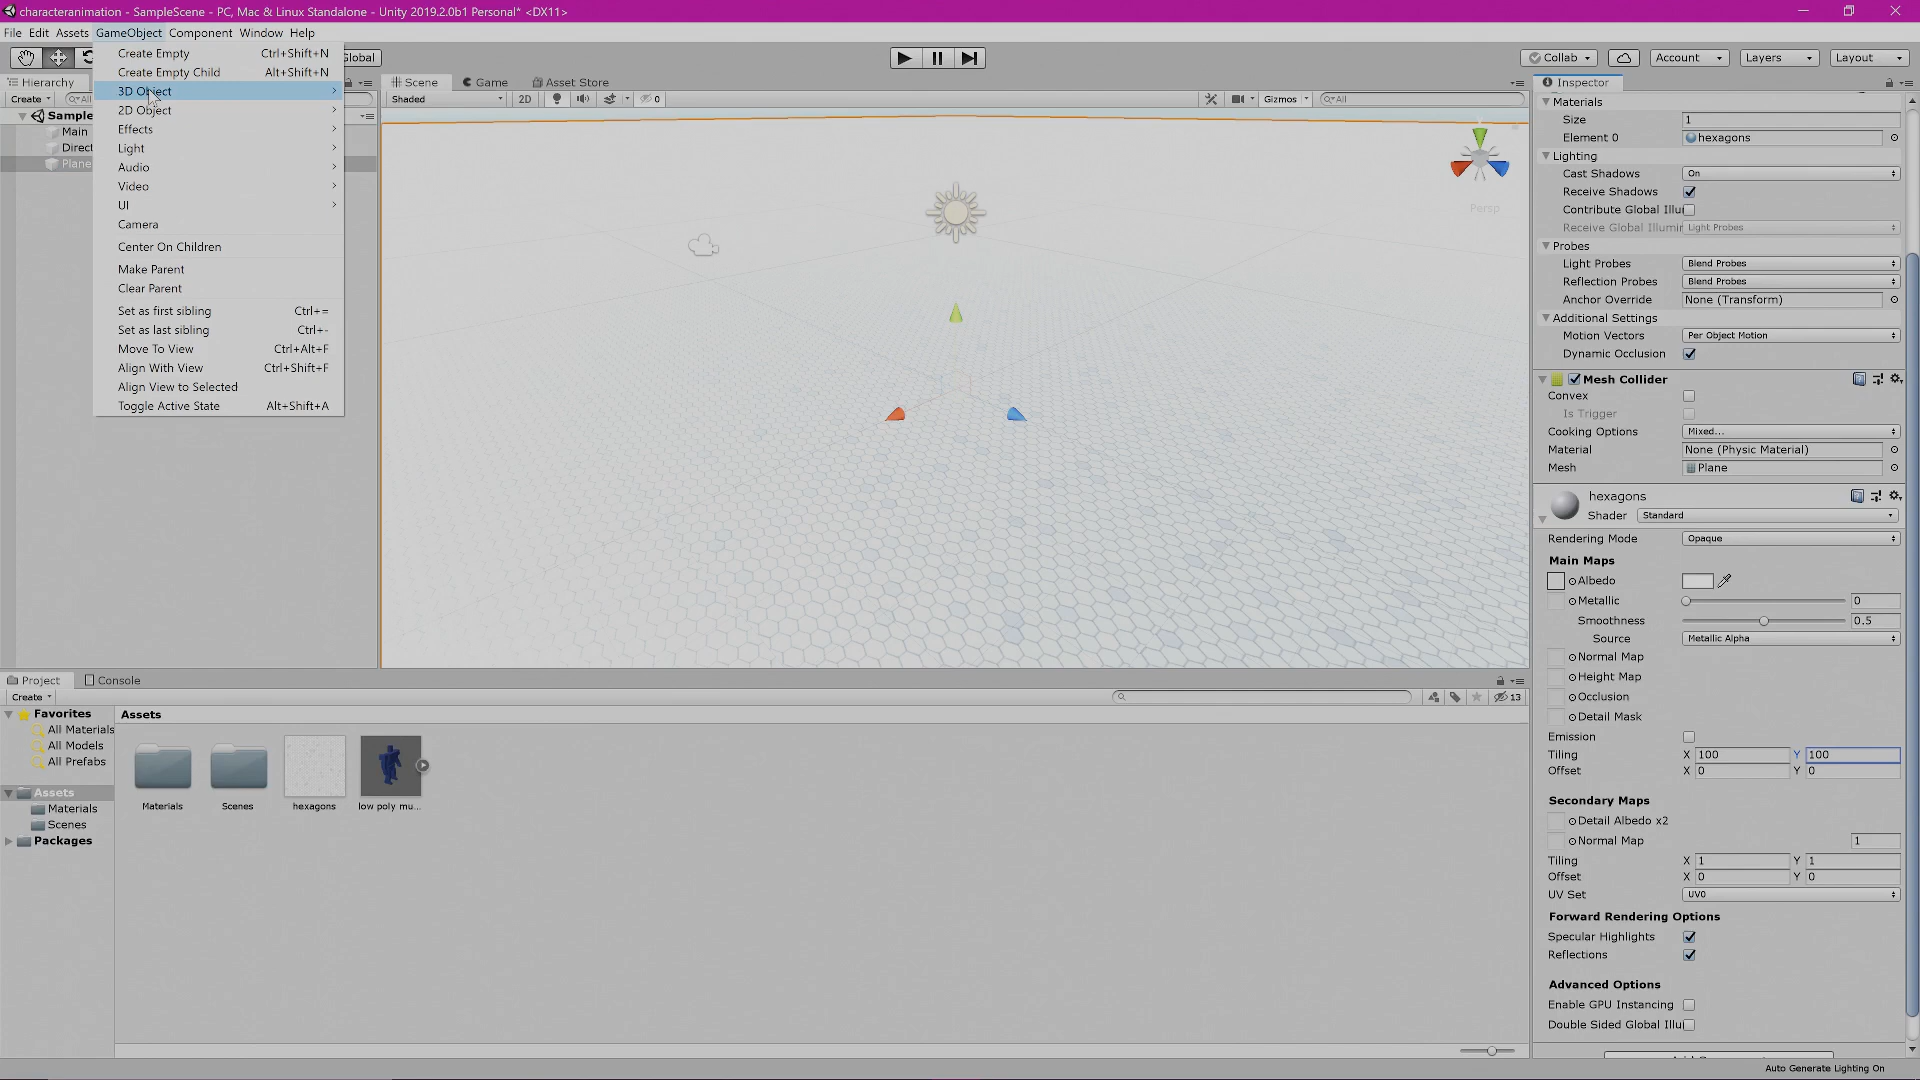 characteranimation - SampleScene - PC, Mac & Linux Standalone - Unity 2019.2.0b1 Personal* <DX11>
File Edit Assets GameObject Component Window Help
Global
Collab
Account
Layers
Layout
Create Empty Ctrl+Shift+N
Create Empty Child Alt+Shift+N
3D Object
2D Object
Effects
Light
Audio
Video
UI
Camera
Center On Children
Make Parent
Clear Parent
Set as first sibling Ctrl+=
Set as last sibling Ctrl+-
Move To View Ctrl+Alt+F
Align With View Ctrl+Shift+F
Align View to Selected
Toggle Active State Alt+Shift+A
Hierarchy
Create
All
Sample
Main
Direct
Plane
Scene Game Asset Store
Shaded 2D 0 Gizmos All
Persp
Inspector
Materials
Size 1
Element 0 hexagons
Lighting
Cast Shadows On
Receive Shadows
Contribute Global Illu
Receive Global Illumin Light Probes
Probes
Light Probes Blend Probes
Reflection Probes Blend Probes
Anchor Override None (Transform)
Additional Settings
Motion Vectors Per Object Motion
Dynamic Occlusion
Mesh Collider
Convex
Is Trigger
Cooking Options Mixed...
Material None (Physic Material)
Mesh Plane
hexagons
Shader Standard
Rendering Mode Opaque
Main Maps
Albedo
Metallic 0
Smoothness 0.5
Source Metallic Alpha
Normal Map
Height Map
Occlusion
Detail Mask
Emission
Tiling X 100 Y 100
Offset X 0 Y 0
Secondary Maps
Detail Albedo x2
Normal Map 1
Tiling X 1 Y 1
Offset X 0 Y 0
UV Set UV0
Forward Rendering Options
Specular Highlights
Reflections
Advanced Options
Enable GPU Instancing
Double Sided Global Illu
Project Console
Create
13
Favorites
All Materials
All Models
All Prefabs
Assets
Materials
Scenes
Packages
Assets
Materials Scenes hexagons low poly mu...
Auto Generate Lighting On